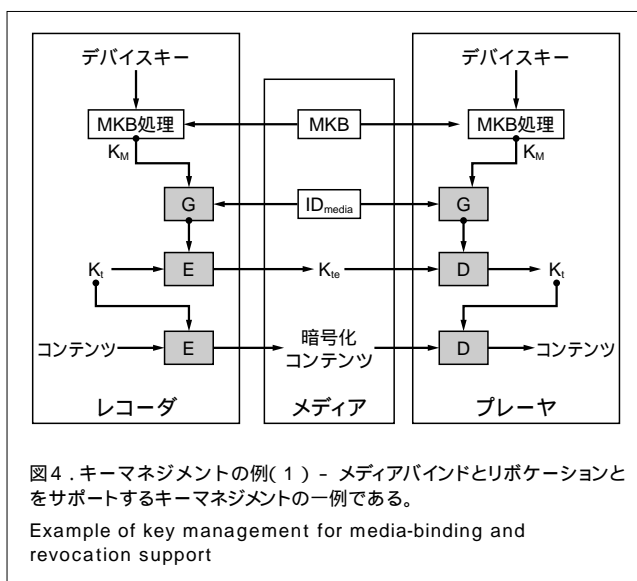 デバイスキー
デバイスキー
MKB処理
MKB
MKB処理
KM
KM
G
IDmedia
G
Kt
E
Kte
D
Kt
コンテンツ
E
暗号化
コンテンツ
D
コンテンツ
レコーダ
メディア
プレーヤ
図4．キーマネジメントの例(1) - メディアバインドとリボケーションと
をサポートするキーマネジメントの一例である。
Example of key management for media-binding and
revocation support